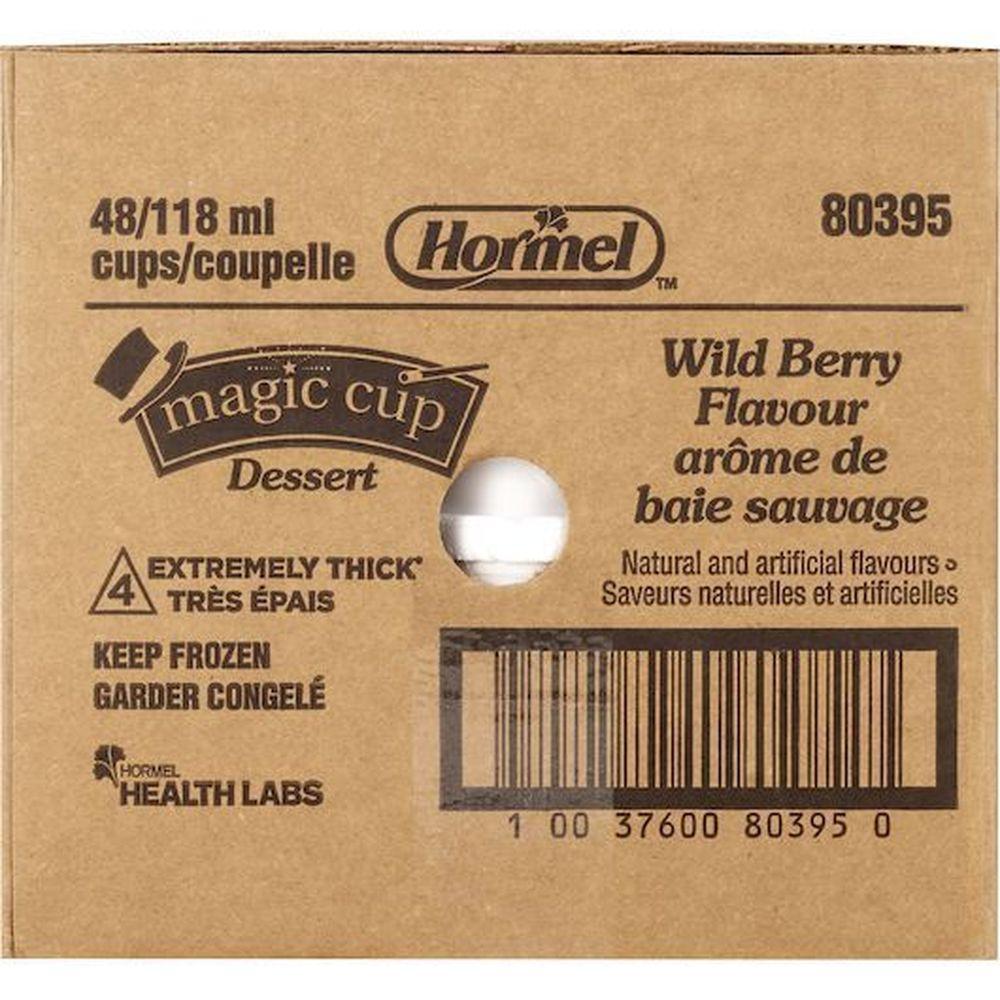 48/118 ml
cups/coupelle
Hormel
TM
80395
magic cup
Dessert
Wild Berry
Flavour
arôme de
baie sauvage
4
EXTREMELY THICK*
TRÈS ÉPAIS
Natural and artificial flavours
Saveurs naturelles et artificielles
KEEP FROZEN
GARDER CONGELÉ
HORMEL
HEALTH LABS
1 00 37600 80395 0